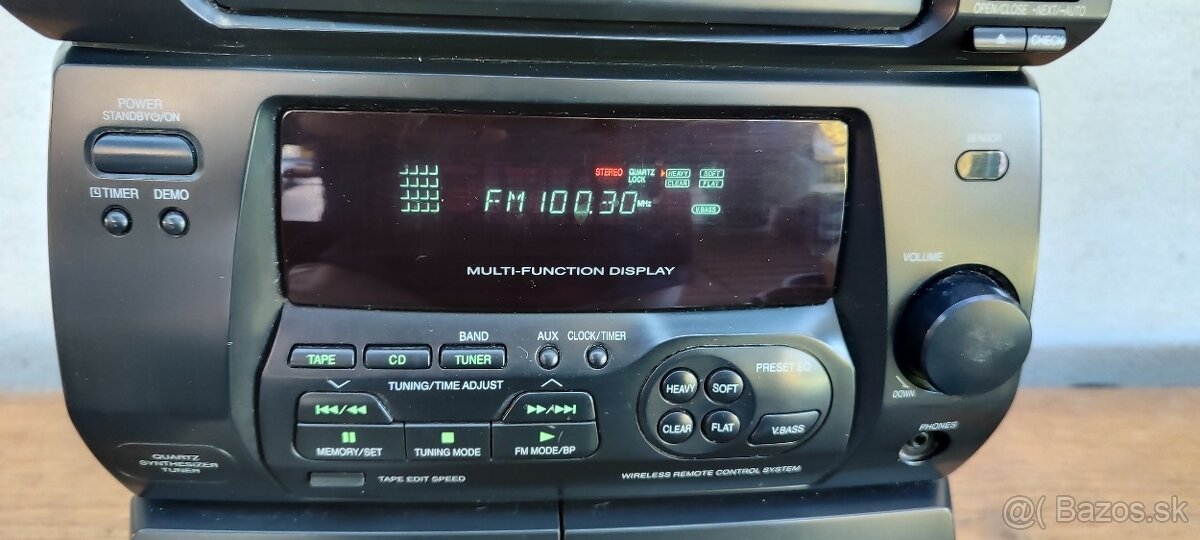 OPEN/CLOSE •NEXT/–AUTO
CHECK
POWER
STANDBY⏻/ON
TIMER DEMO
SENSOR
STEREO QUARTZ LOCK HEAVY SOFT
CLEAR FLAT
FM 100.30 MHz
V.BASS
MULTI-FUNCTION DISPLAY
VOLUME
DOWN
BAND AUX CLOCK/TIMER
TAPE CD TUNER
TUNING/TIME ADJUST
PRESET EQ
HEAVY SOFT
CLEAR FLAT
V.BASS
MEMORY/SET TUNING MODE FM MODE/BP
PHONES
QUARTZ
SYNTHESIZER
TUNER
TAPE EDIT SPEED
WIRELESS REMOTE CONTROL SYSTEM
@( Bazos.sk